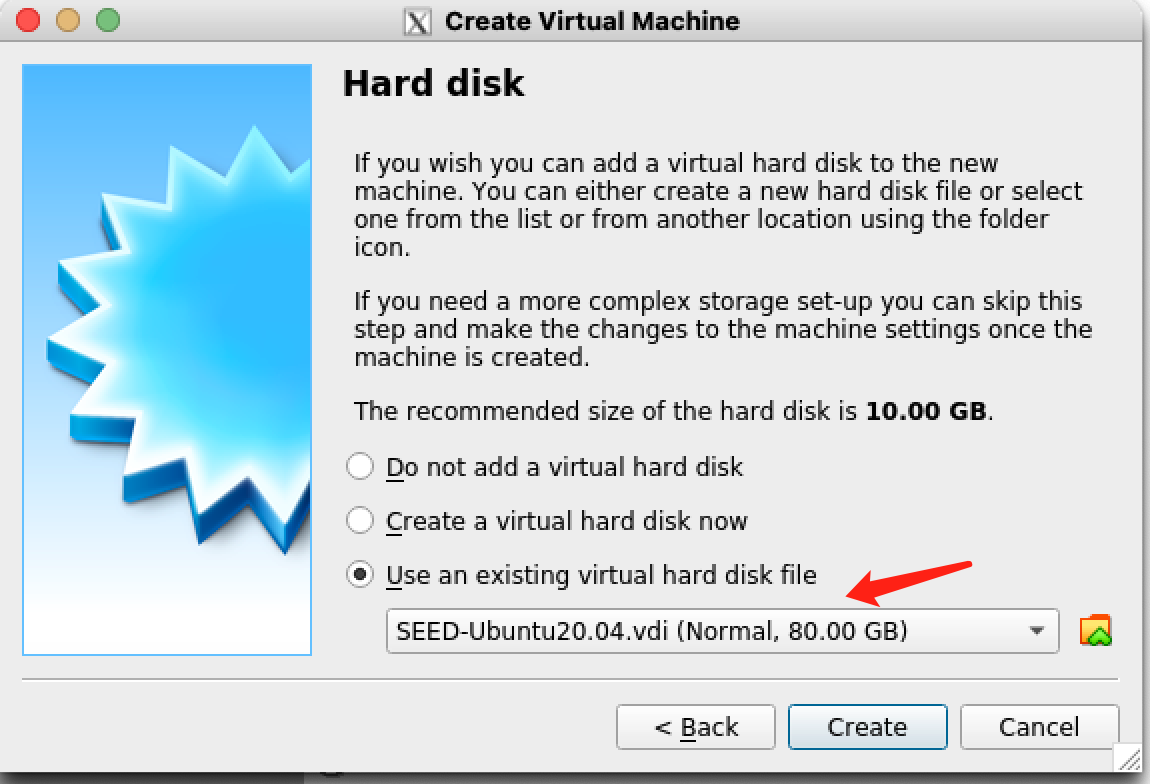 Create Virtual Machine
Hard disk
If you wish you can add a virtual hard disk to the new
machine. You can either create a new hard disk file or select
one from the list or from another location using the folder
icon.
If you need a more complex storage set-up you can skip this
step and make the changes to the machine settings once the
machine is created.
The recommended size of the hard disk is 10.00 GB.
Do not add a virtual hard disk
Create a virtual hard disk now
Use an existing virtual hard disk file
SEED-Ubuntu20.04.vdi (Normal, 80.00 GB)
< Back Create Cancel